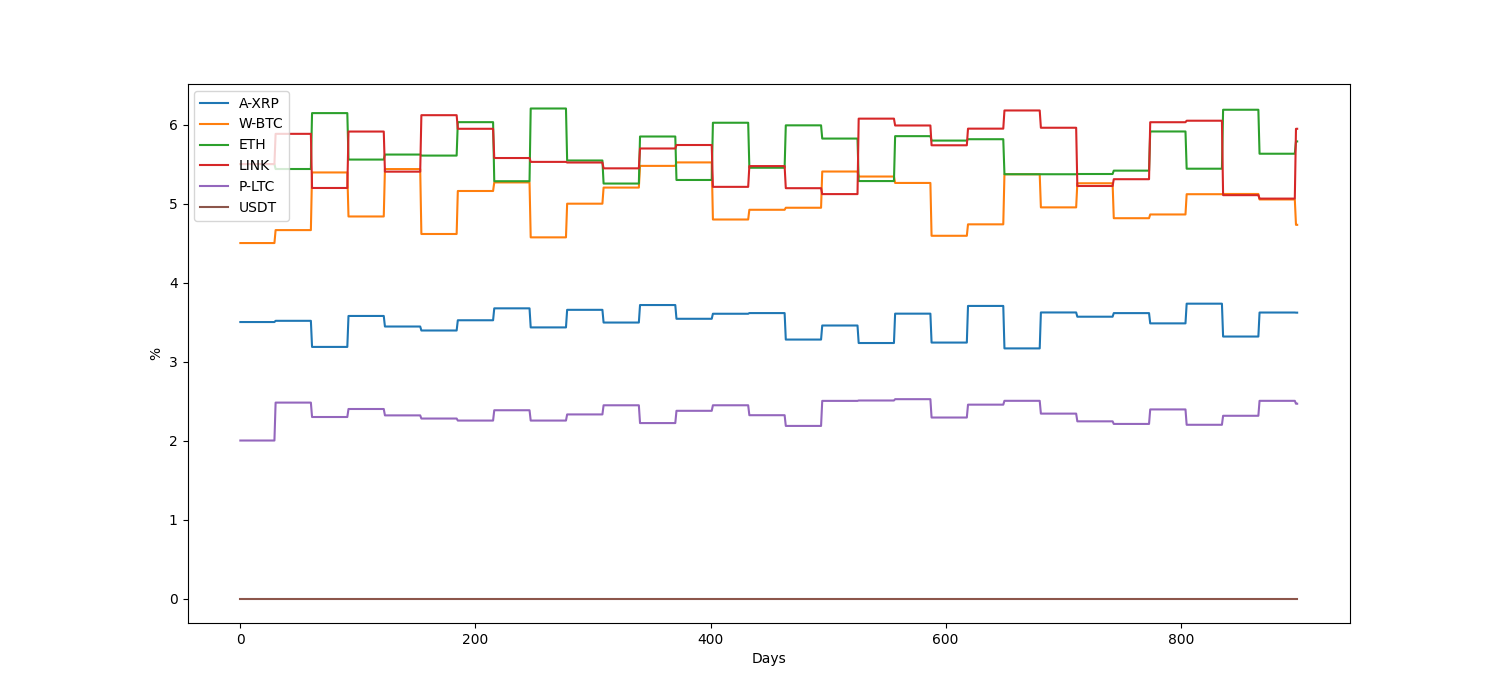 A-XRP
W-BTC
ETH
LINK
P-LTC
USDT
6
5
4
3
2
1
0
%
0 200 400 600 800
Days